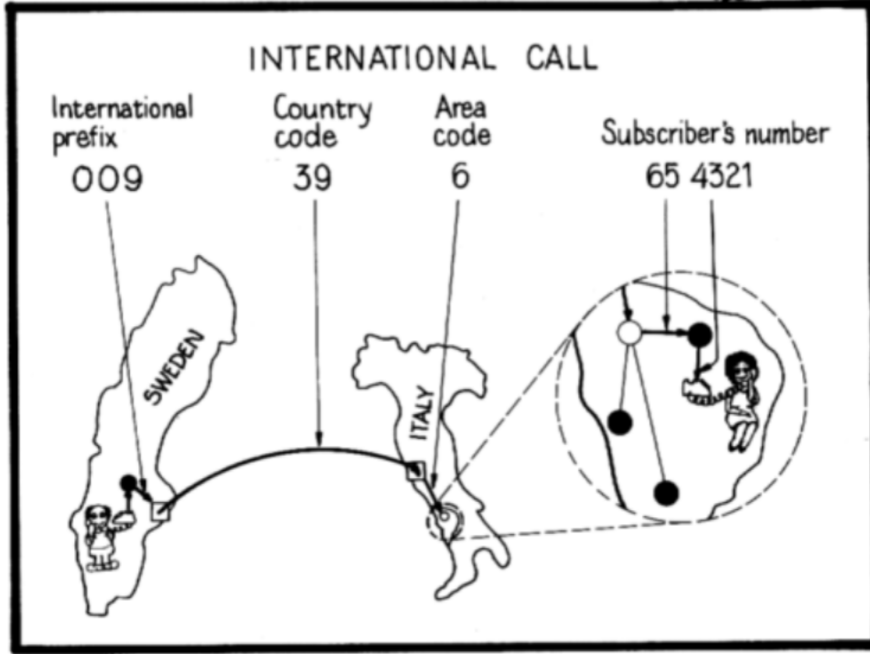 INTERNATIONAL CALL
International prefix
Country code
Area code
Subscriber's number
009
39
6
65 4321
SWEDEN
ITALY